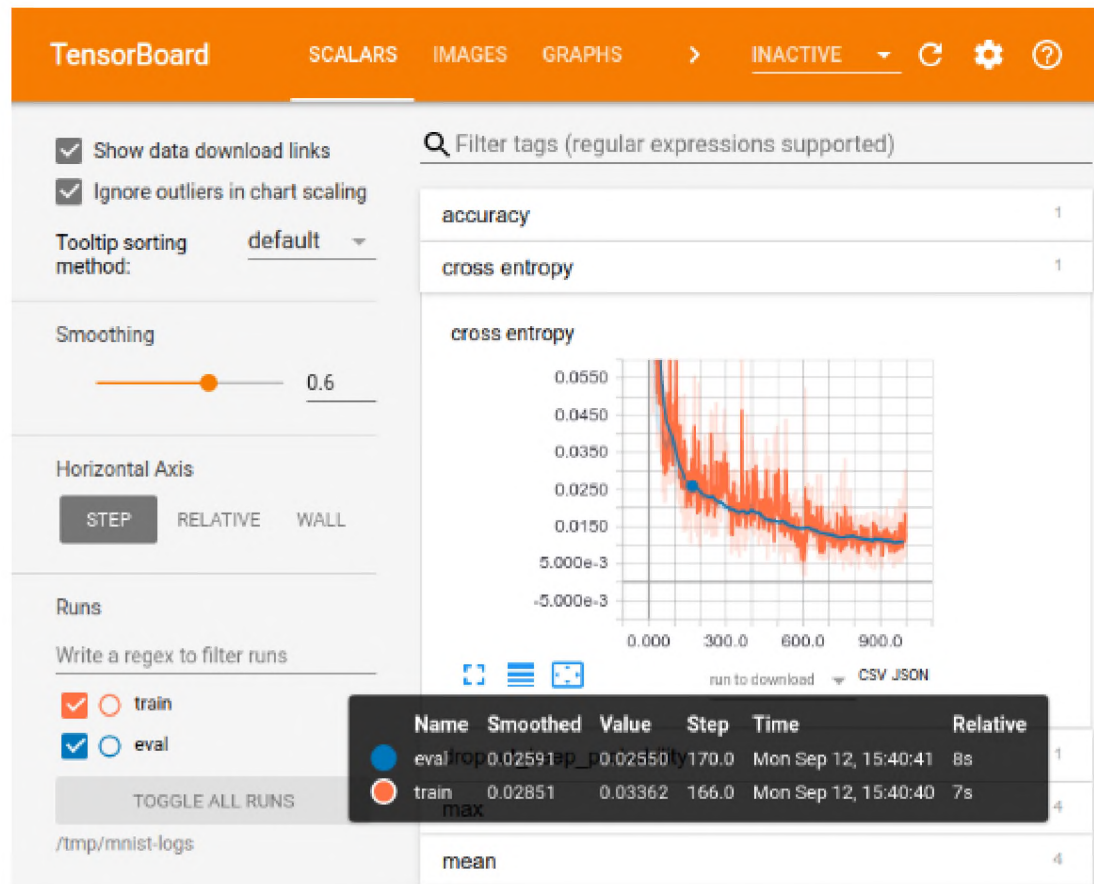 TensorBoard SCALARS IMAGES GRAPHS INACTIVE
Show data download links
Ignore outliers in chart scaling
Tooltip sorting method: default
Smoothing
0.6
Horizontal Axis
STEP RELATIVE WALL
Runs
Write a regex to filter runs
train
eval
TOGGLE ALL RUNS
/tmp/mnist-logs
Filter tags (regular expressions supported)
accuracy 1
cross entropy 1
cross entropy
0.0550
0.0450
0.0350
0.0250
0.0150
5.000e-3
-5.000e-3
0.000 300.0 600.0 900.0
run to download CSV JSON
Name Smoothed Value Step Time Relative
eval 0.02591 0.02550 170.0 Mon Sep 12, 15:40:41 8s
train 0.02851 0.03362 166.0 Mon Sep 12, 15:40:40 7s
1
max 4
mean 4